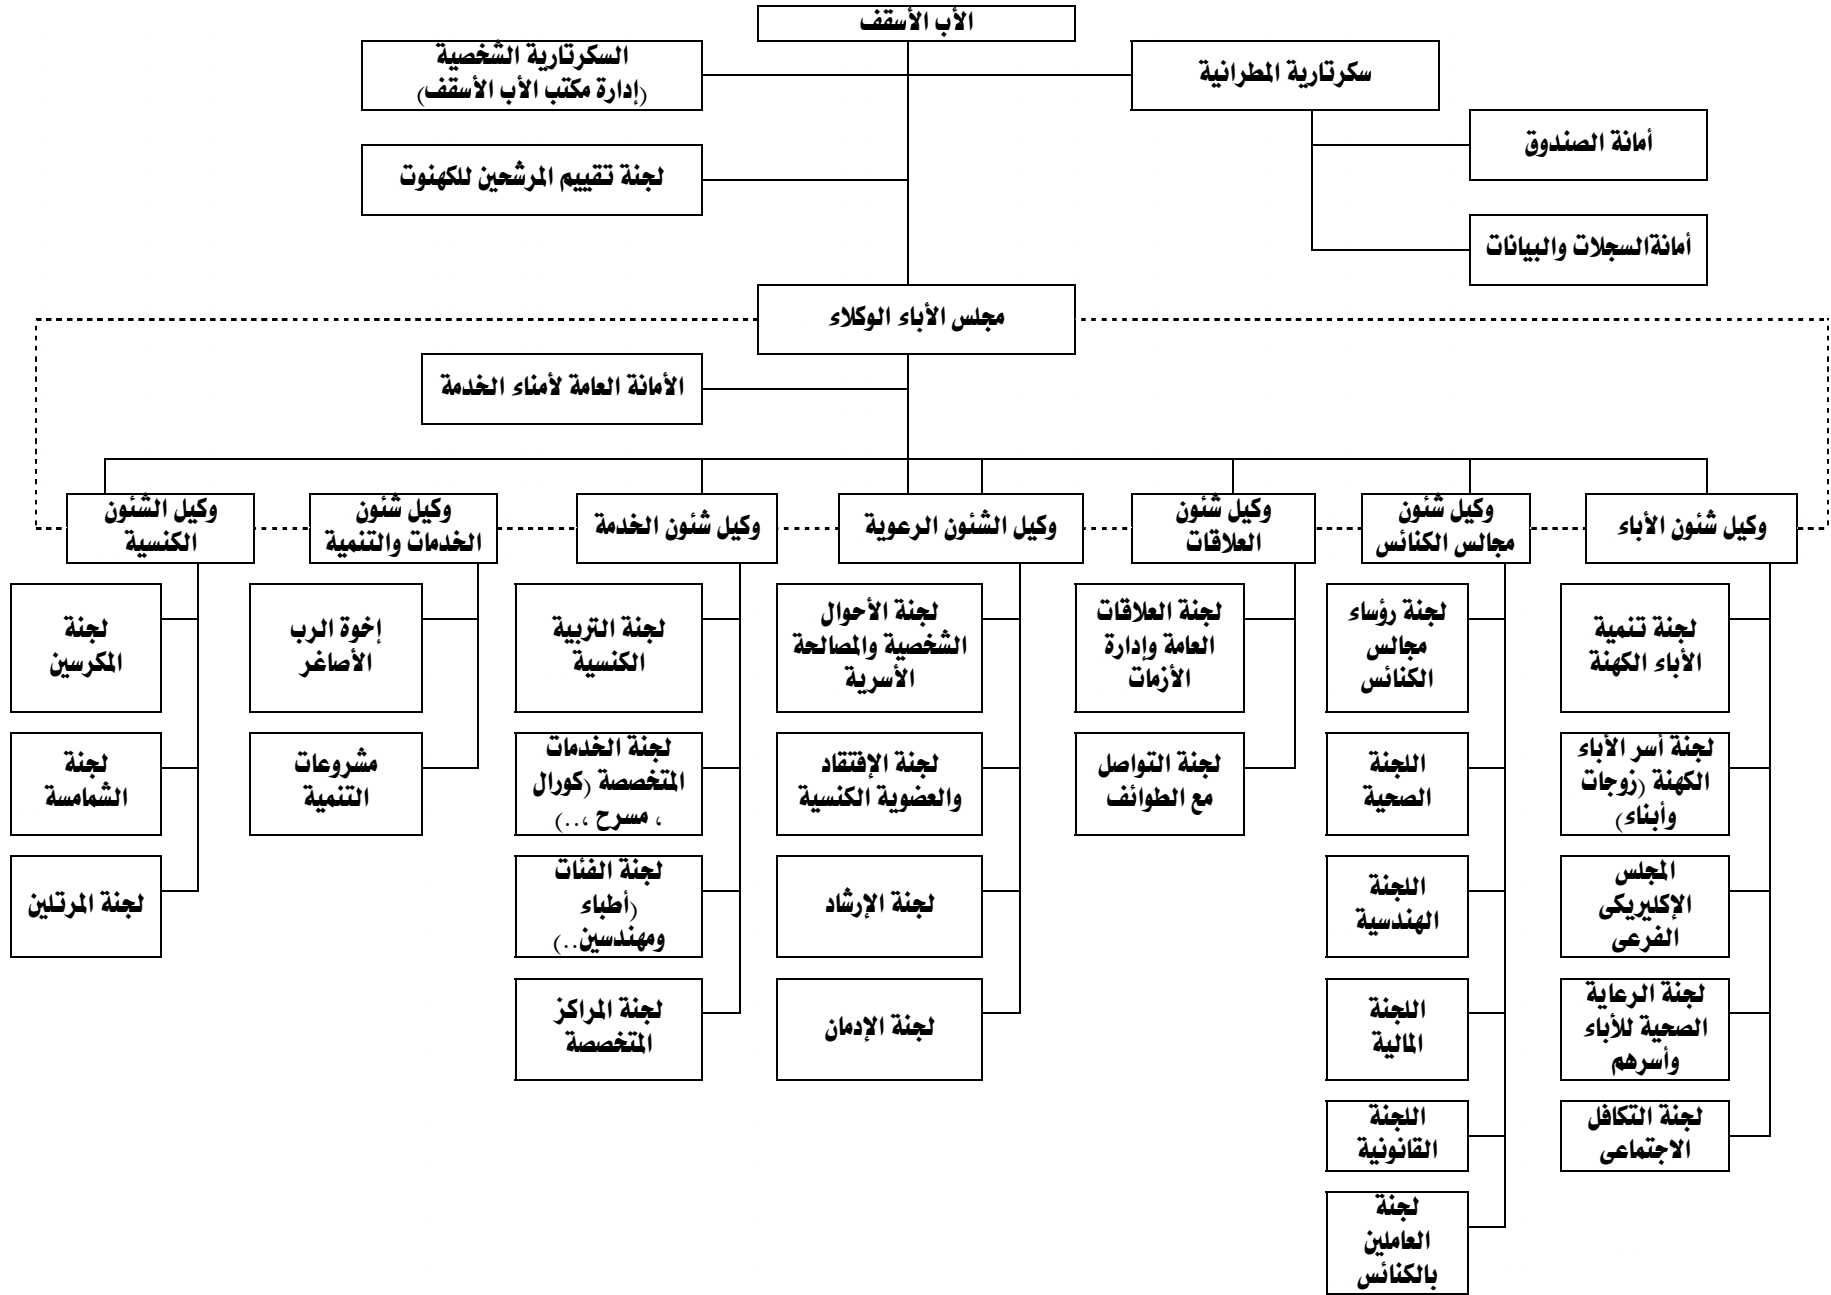 الأب الأسقف
سكرتارية المطرانية
السكرتارية الشخصية
(إدارة مكتب الأب الأسقف)
أمانة الصندوق
لجنة تقييم المرشحين للكهنوت
أمانةالسجلات والبيانات
مجلس الأباء الوكلاء
الأمانة العامة لأمناء الخدمة
وكيل شئون الأباء
وكيل شئون
مجالس الكنائس
وكيل شئون
العلاقات
وكيل الشئون الرعوية
وكيل شئون الخدمة
وكيل شئون
الخدمات والتنمية
وكيل الشئون
الكنسية
لجنة تنمية
الأباء الكهنة
لجنة أسر الأباء
الكهنة (زوجات
وأبناء)
المجلس
الإكليريكى
الفرعى
لجنة الرعاية
الصحية للأباء
وأسرهم
لجنة التكافل
الاجتماعى
لجنة رؤساء
مجالس
الكنائس
اللجنة
الصحية
اللجنة
الهندسية
اللجنة
المالية
اللجنة
القانونية
لجنة
العاملين
بالكنائس
لجنة العلاقات
العامة وإدارة
الأزمات
لجنة التواصل
مع الطوائف
لجنة الأحوال
الشخصية والمصالحة
الأسرية
لجنة الإفتقاد
والعضوية الكنسية
لجنة الإرشاد
لجنة الإدمان
لجنة التربية
الكنسية
لجنة الخدمات
المتخصصة (كورال
، مسرح ،..)
لجنة الفئات
(أطباء
ومهندسين..)
لجنة المراكز
المتخصصة
إخوة الرب
الأصاغر
مشروعات
التنمية
لجنة
المكرسين
لجنة
الشمامسة
لجنة المرتلين